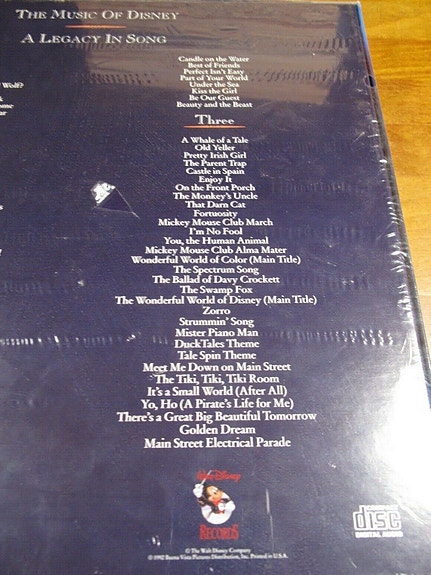 The Music Of Disney
A Legacy In Song
Candle on the Water
Best of Friends
Perfect Isn't Easy
Part of Your World
Under the Sea
Kiss the Girl
Be Our Guest
Beauty and the Beast
Wolf?
Three
A Whale of a Tale
Old Yeller
Pretty Irish Girl
The Parent Trap
Castle in Spain
Enjoy It
On the Front Porch
The Monkey's Uncle
That Darn Cat
Fortuosity
Mickey Mouse Club March
I'm No Fool
You, the Human Animal
Mickey Mouse Club Alma Mater
Wonderful World of Color (Main Title)
The Spectrum Song
The Ballad of Davy Crockett
The Swamp Fox
The Wonderful World of Disney (Main Title)
Zorro
Strummin' Song
Mister Piano Man
DuckTales Theme
Tale Spin Theme
Meet Me Down on Main Street
The Tiki, Tiki, Tiki Room
It's a Small World (After All)
Yo, Ho (A Pirate's Life for Me)
There's a Great Big Beautiful Tomorrow
Golden Dream
Main Street Electrical Parade
Walt Disney
RECORDS
COMPACT
disc
DIGITAL AUDIO
© The Walt Disney Company
© 1992 Buena Vista Pictures Distribution, Inc. Printed in U.S.A.